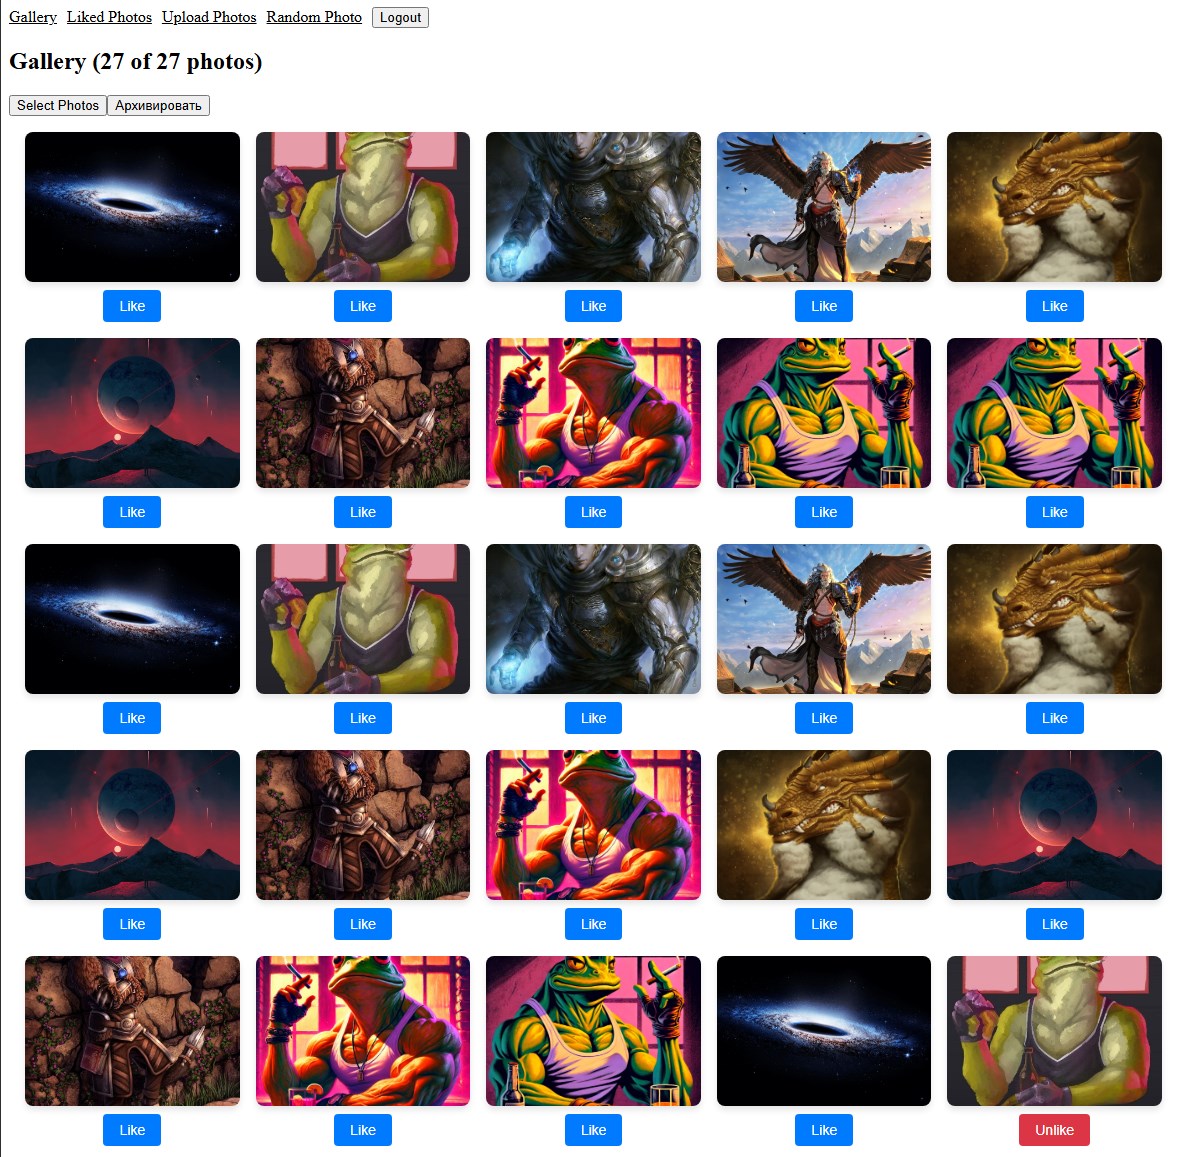 Gallery Liked Photos Upload Photos Random Photo Logout
Gallery (27 of 27 photos)
Select Photos Архивировать
Like Like Like Like Like
Like Like Like Like Like
Like Like Like Like Like
Like Like Like Like Like
Like Like Like Like Unlike